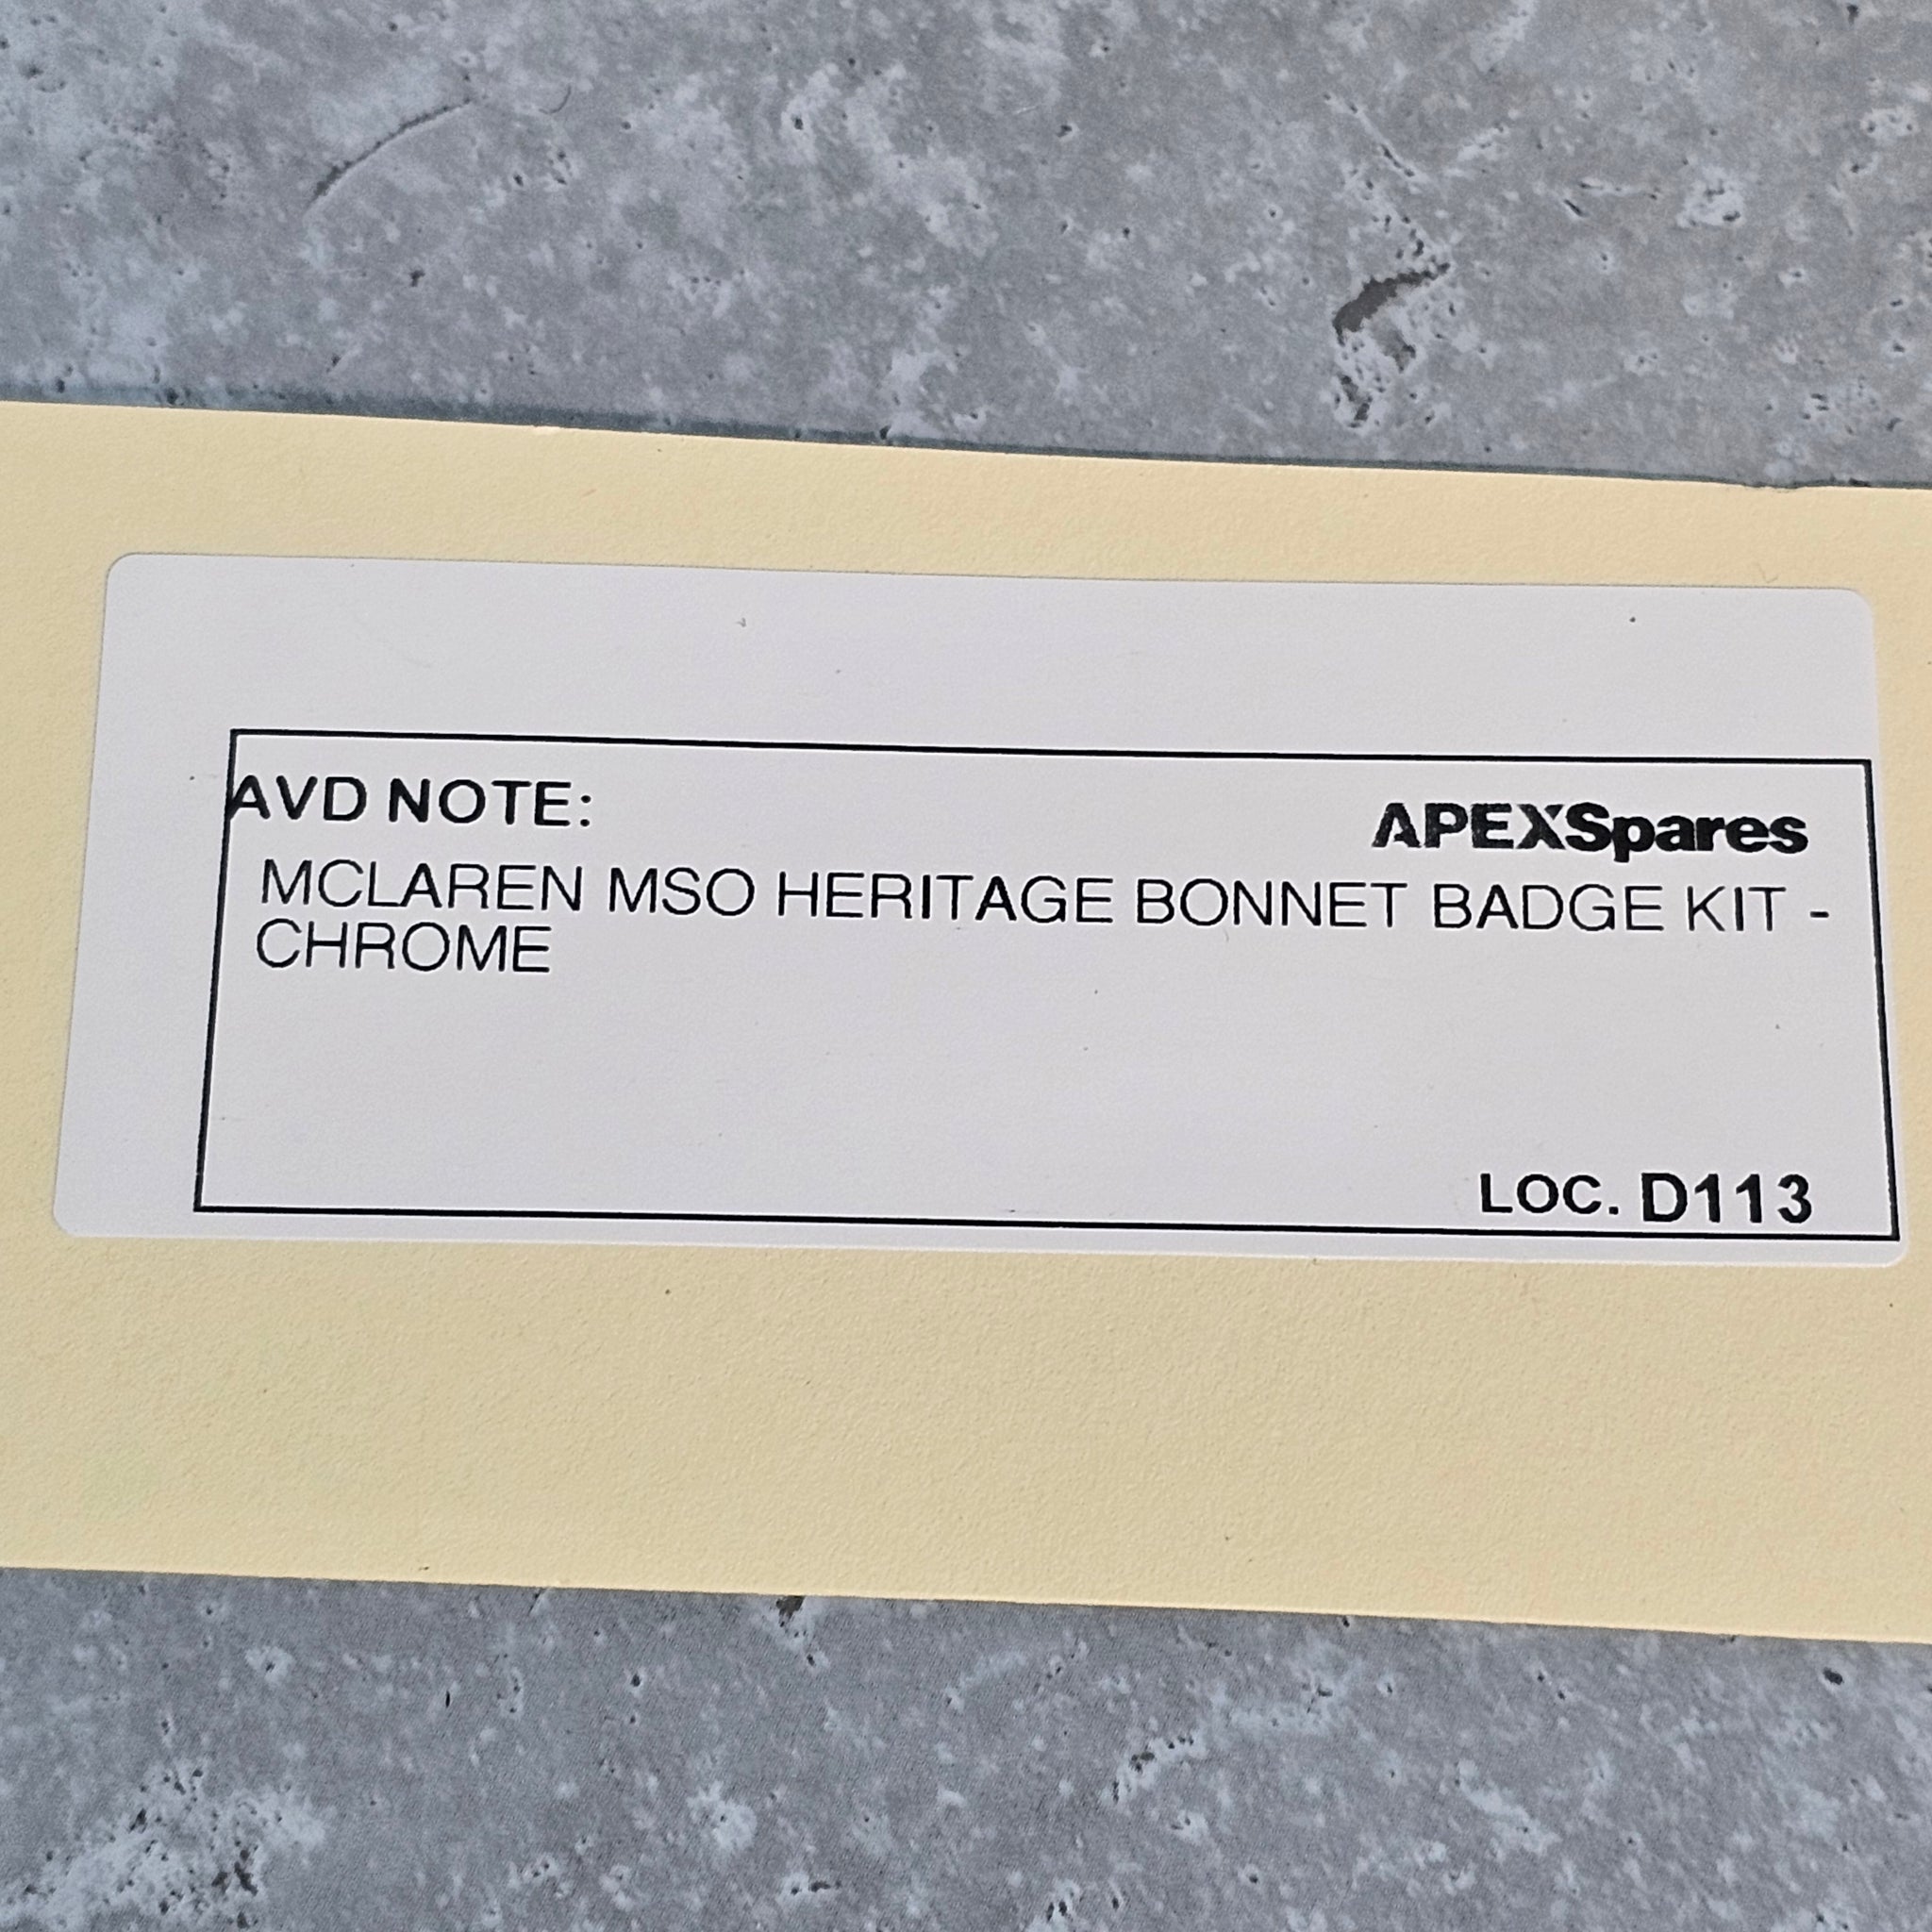 AVD NOTE:
APEXSpares
MCLAREN MSO HERITAGE BONNET BADGE KIT -
CHROME
LOC. D113